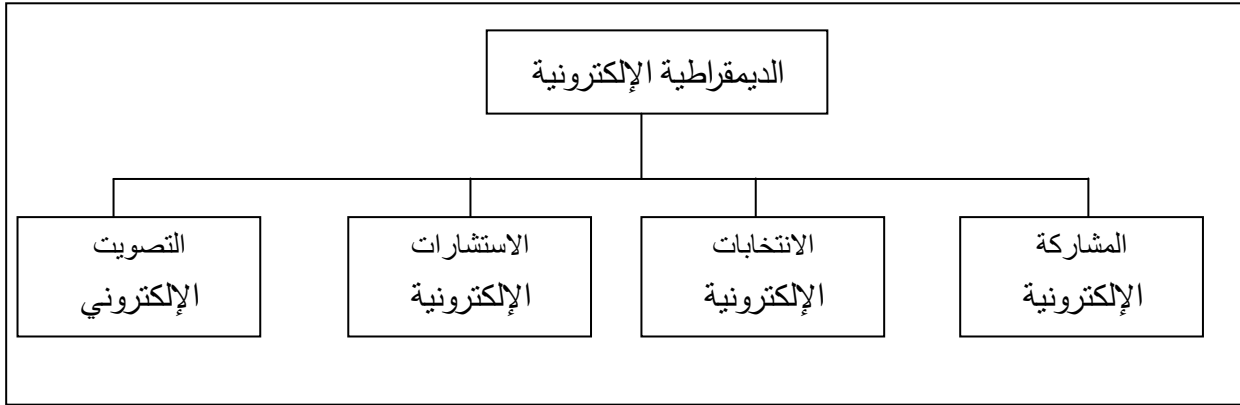 الديمقراطية الإلكترونية
المشاركة
الإلكترونية
الانتخابات
الإلكترونية
الاستشارات
الإلكترونية
التصويت
الإلكتروني